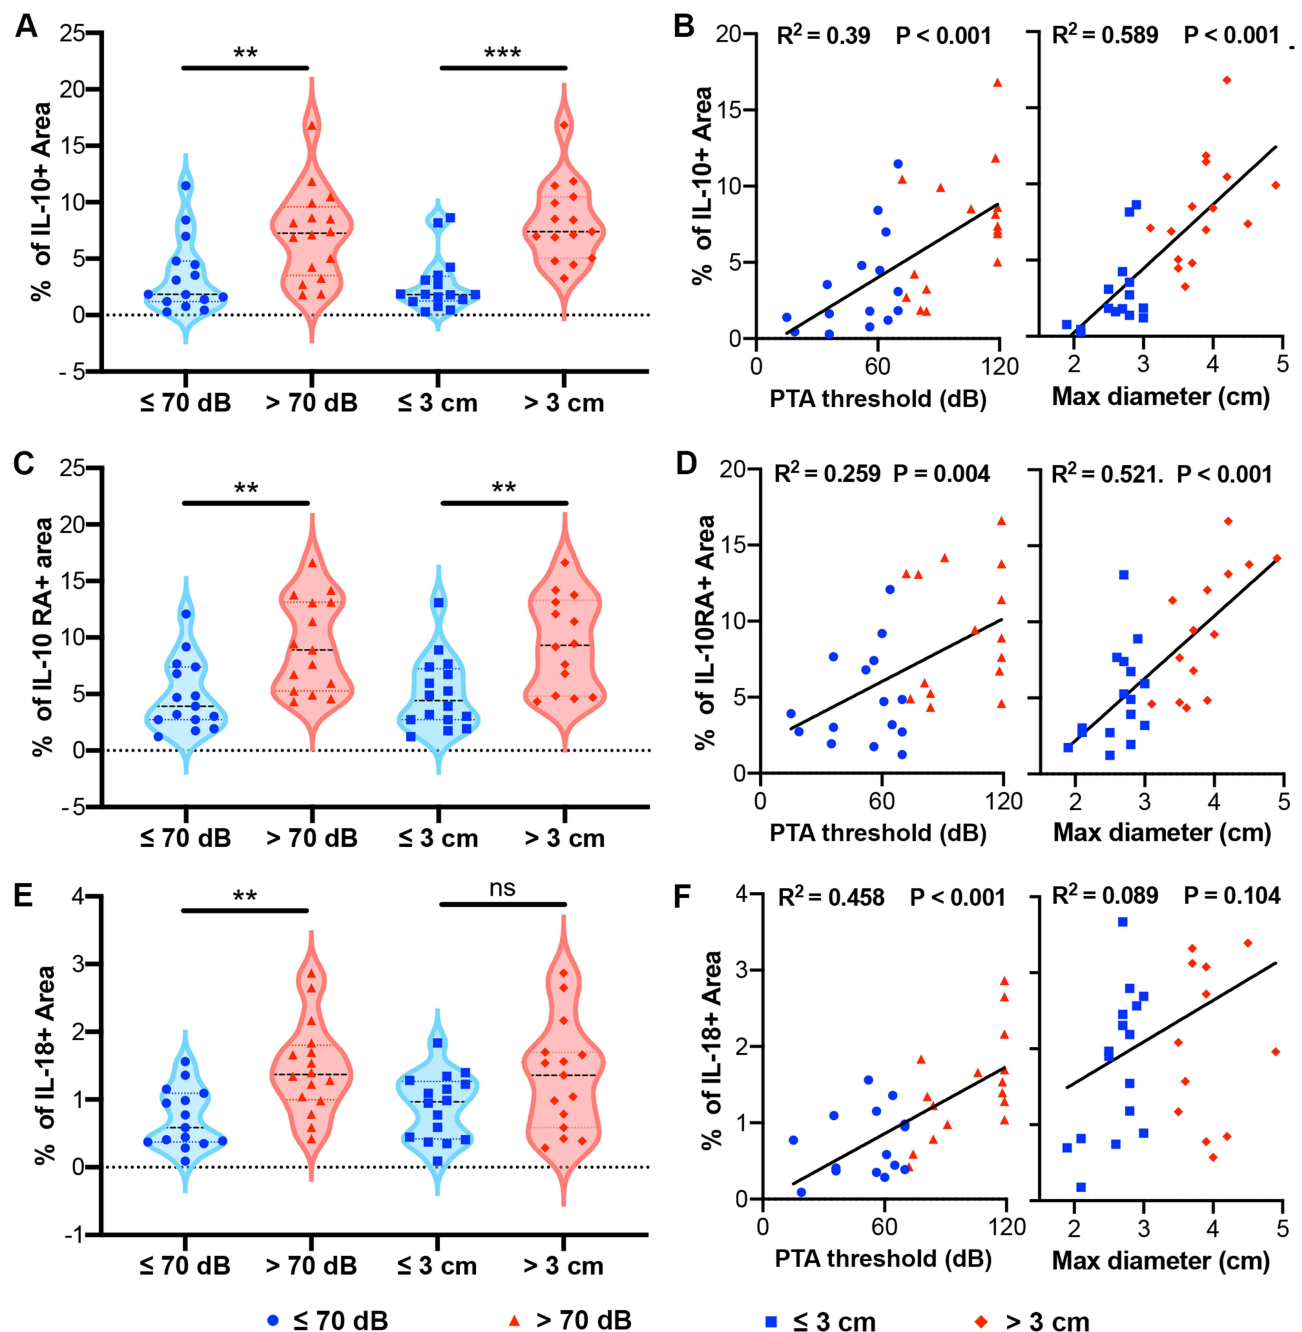 A
% of IL-10+ Area
25
20
15
10
5
0
- 5
**
***
≤ 70 dB
> 70 dB
≤ 3 cm
> 3 cm
B
% of IL-10+ Area
20
15
10
5
0
R² = 0.39 P < 0.001
0
60
120
PTA threshold (dB)
R² = 0.589 P < 0.001
2
3
4
5
Max diameter (cm)
C
% of IL-10 RA+ area
25
20
15
10
5
0
- 5
**
**
≤ 70 dB
> 70 dB
≤ 3 cm
> 3 cm
D
% of IL-10RA+ Area
20
15
10
5
0
R² = 0.259 P = 0.004
0
60
120
PTA threshold (dB)
R² = 0.521. P < 0.001
2
3
4
5
Max diameter (cm)
E
% of IL-18+ Area
4
3
2
1
0
-1
**
ns
≤ 70 dB
> 70 dB
≤ 3 cm
> 3 cm
F
% of IL-18+ Area
4
3
2
1
0
R² = 0.458 P < 0.001
0
60
120
PTA threshold (dB)
R² = 0.089 P = 0.104
2
3
4
5
Max diameter (cm)
≤ 70 dB
> 70 dB
≤ 3 cm
> 3 cm